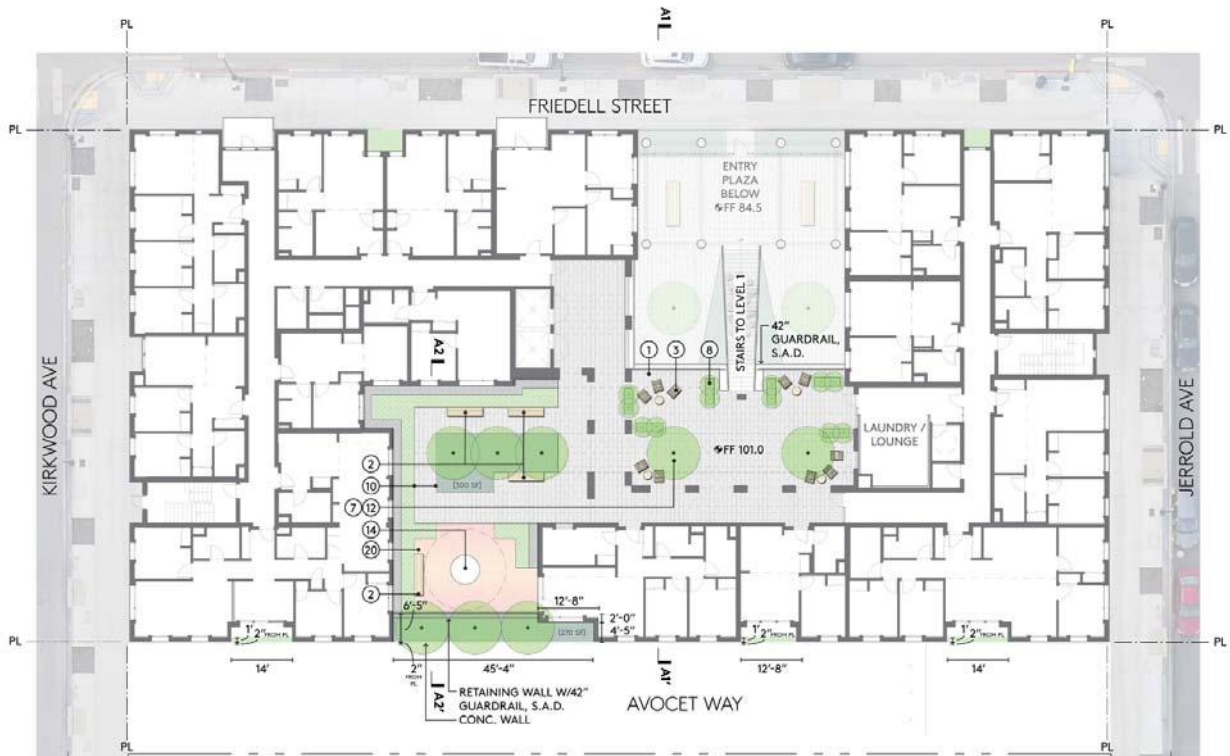 PL
A1
PL
FRIEDELL STREET
PL
PL
ENTRY
PLAZA
BELOW
FF 84.5
STAIRS TO LEVEL 1
42"
GUARDRAIL,
S.A.D.
A2
1
3
8
KIRKWOOD AVE
JERROLD AVE
LAUNDRY /
LOUNGE
FF 101.0
2
10
[300 SF]
7
12
14
20
2
6'-5"
12'-8"
2'-0"
4'-5"
[270 SF]
PL
1'
2" FROM PL
1'
2" FROM PL
1'
2" FROM PL
PL
14'
2"
FROM
PL
45'-4"
A2'
A1'
12'-8"
14'
RETAINING WALL W/42"
GUARDRAIL, S.A.D.
CONC. WALL
AVOCET WAY
PL
PL